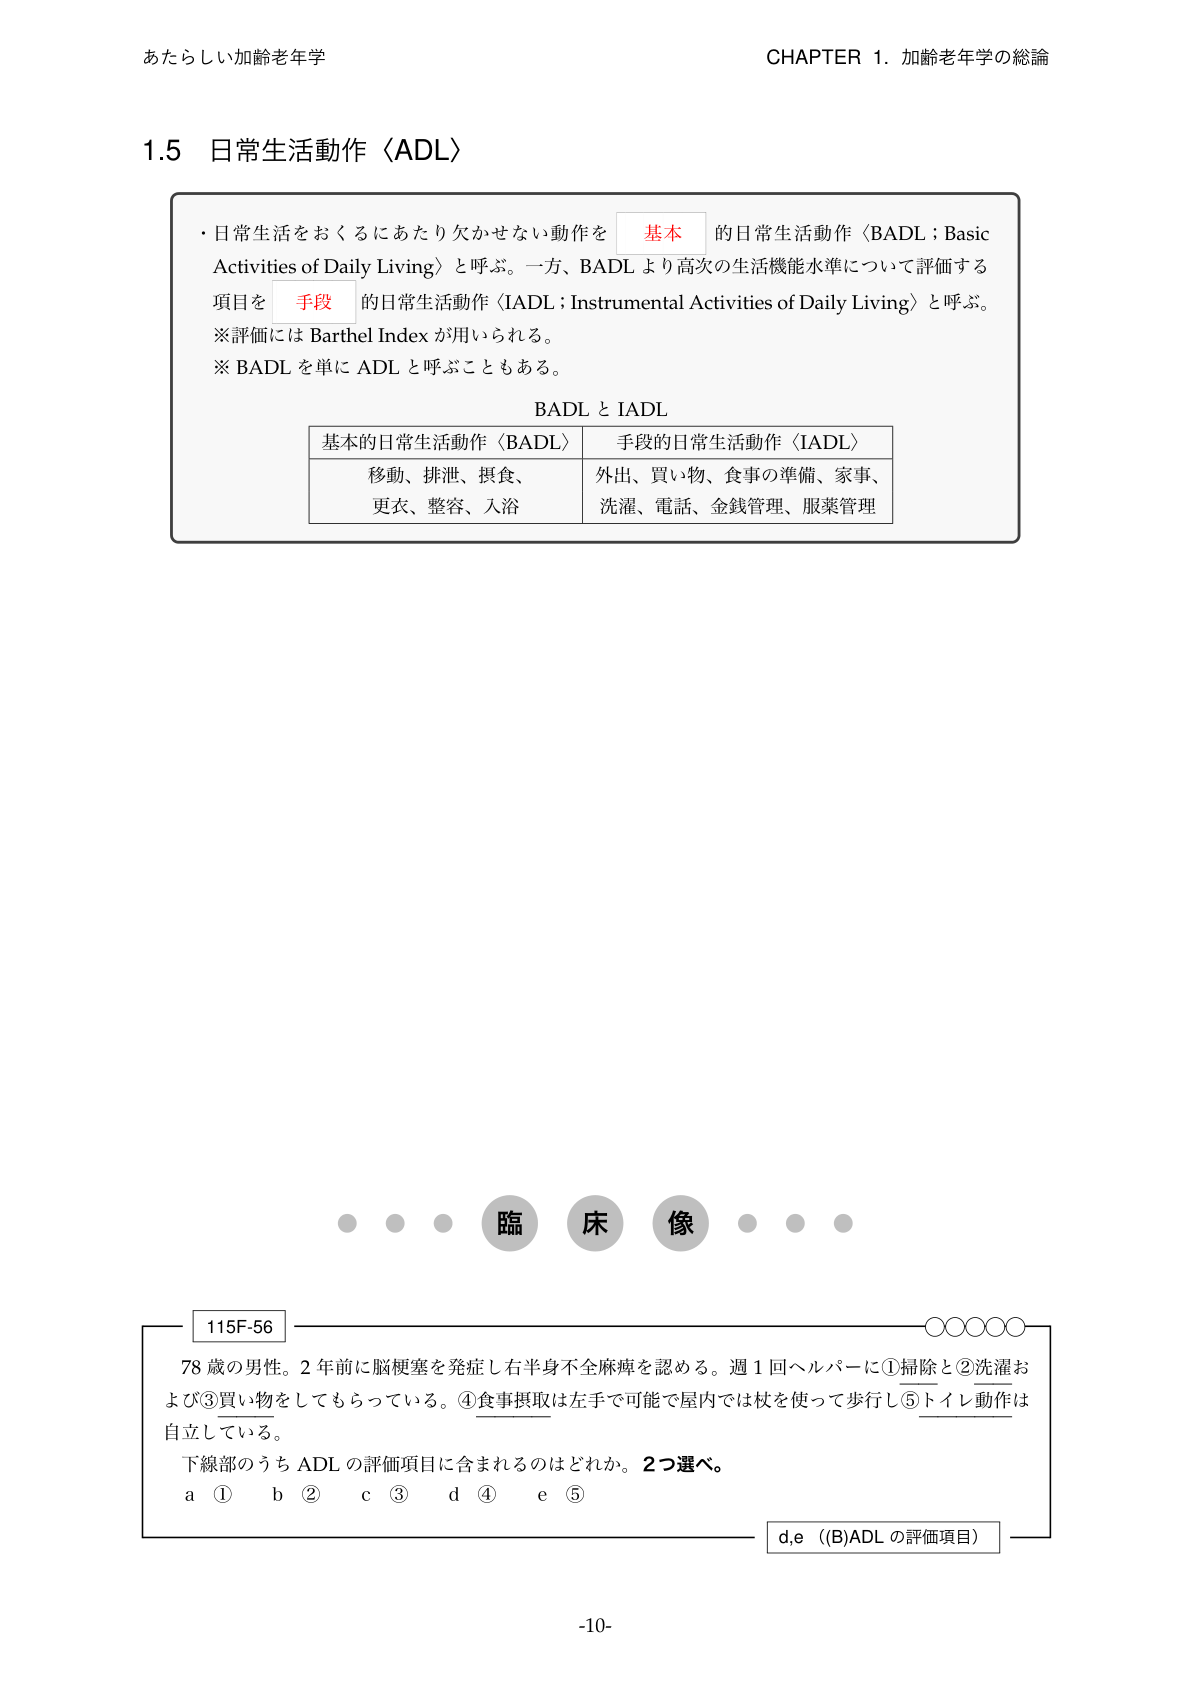 あたらしい加齢老年学 CHAPTER 1. 加齢老年学の総論
1.5 日常生活動作〈ADL〉
・日常生活をおくるにあたり欠かせない動作を 基本 的日常生活動作〈BADL；Basic
Activities of Daily Living〉と呼ぶ。一方、BADL より高次の生活機能水準について評価する
項目を 手段 的日常生活動作〈IADL；Instrumental Activities of Daily Living〉と呼ぶ。
※評価には Barthel Index が用いられる。
※ BADL を単に ADL と呼ぶこともある。
BADL と IADL
基本的日常生活動作〈BADL〉 手段的日常生活動作〈IADL〉
移動、排泄、摂食、 外出、買い物、食事の準備、家事、
更衣、整容、入浴 洗濯、電話、金銭管理、服薬管理
臨 床 像
115F-56
78 歳の男性。2 年前に脳梗塞を発症し右半身不全麻痺を認める。週 1 回ヘルパーに①掃除と②洗濯お
よび③買い物をしてもらっている。④食事摂取は左手で可能で屋内では杖を使って歩行し⑤トイレ動作は
自立している。
下線部のうち ADL の評価項目に含まれるのはどれか。2つ選べ。
a ① b ② c ③ d ④ e ⑤
d,e （(B)ADL の評価項目）
-10-